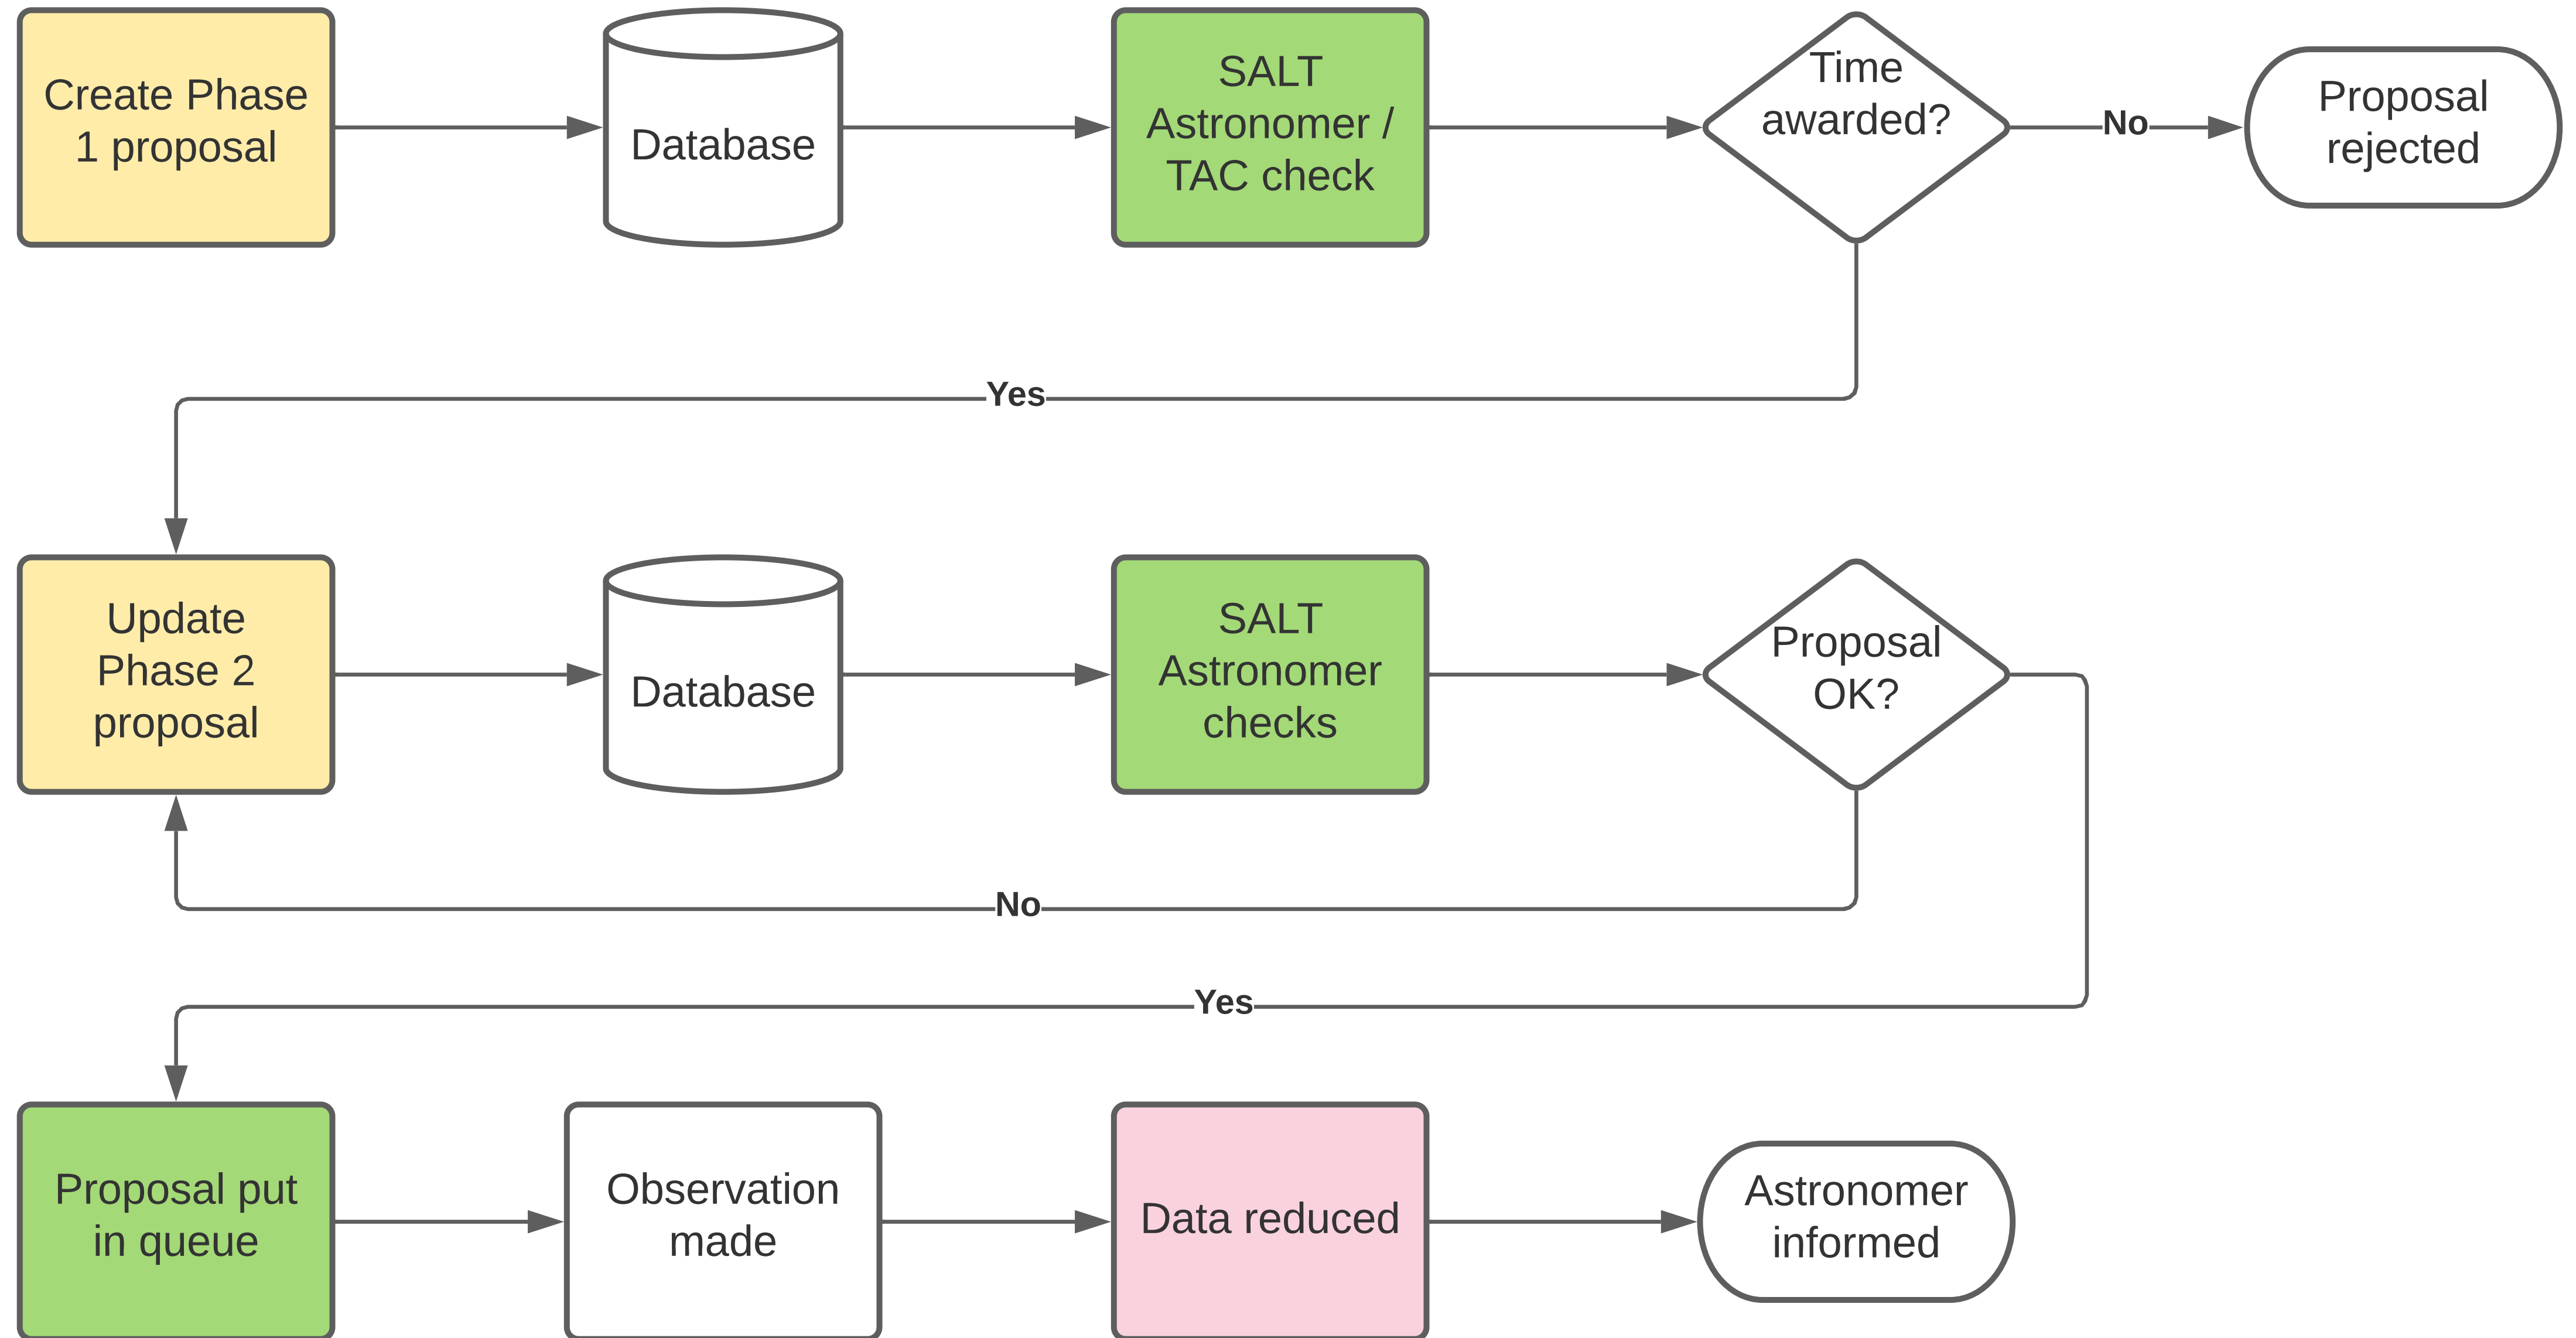 Create Phase
1 proposal
Database
SALT
Astronomer /
TAC check
Time
awarded?
No
Proposal
rejected
Yes
Update
Phase 2
proposal
Database
SALT
Astronomer
checks
Proposal
OK?
No
Yes
Proposal put
in queue
Observation
made
Data reduced
Astronomer
informed